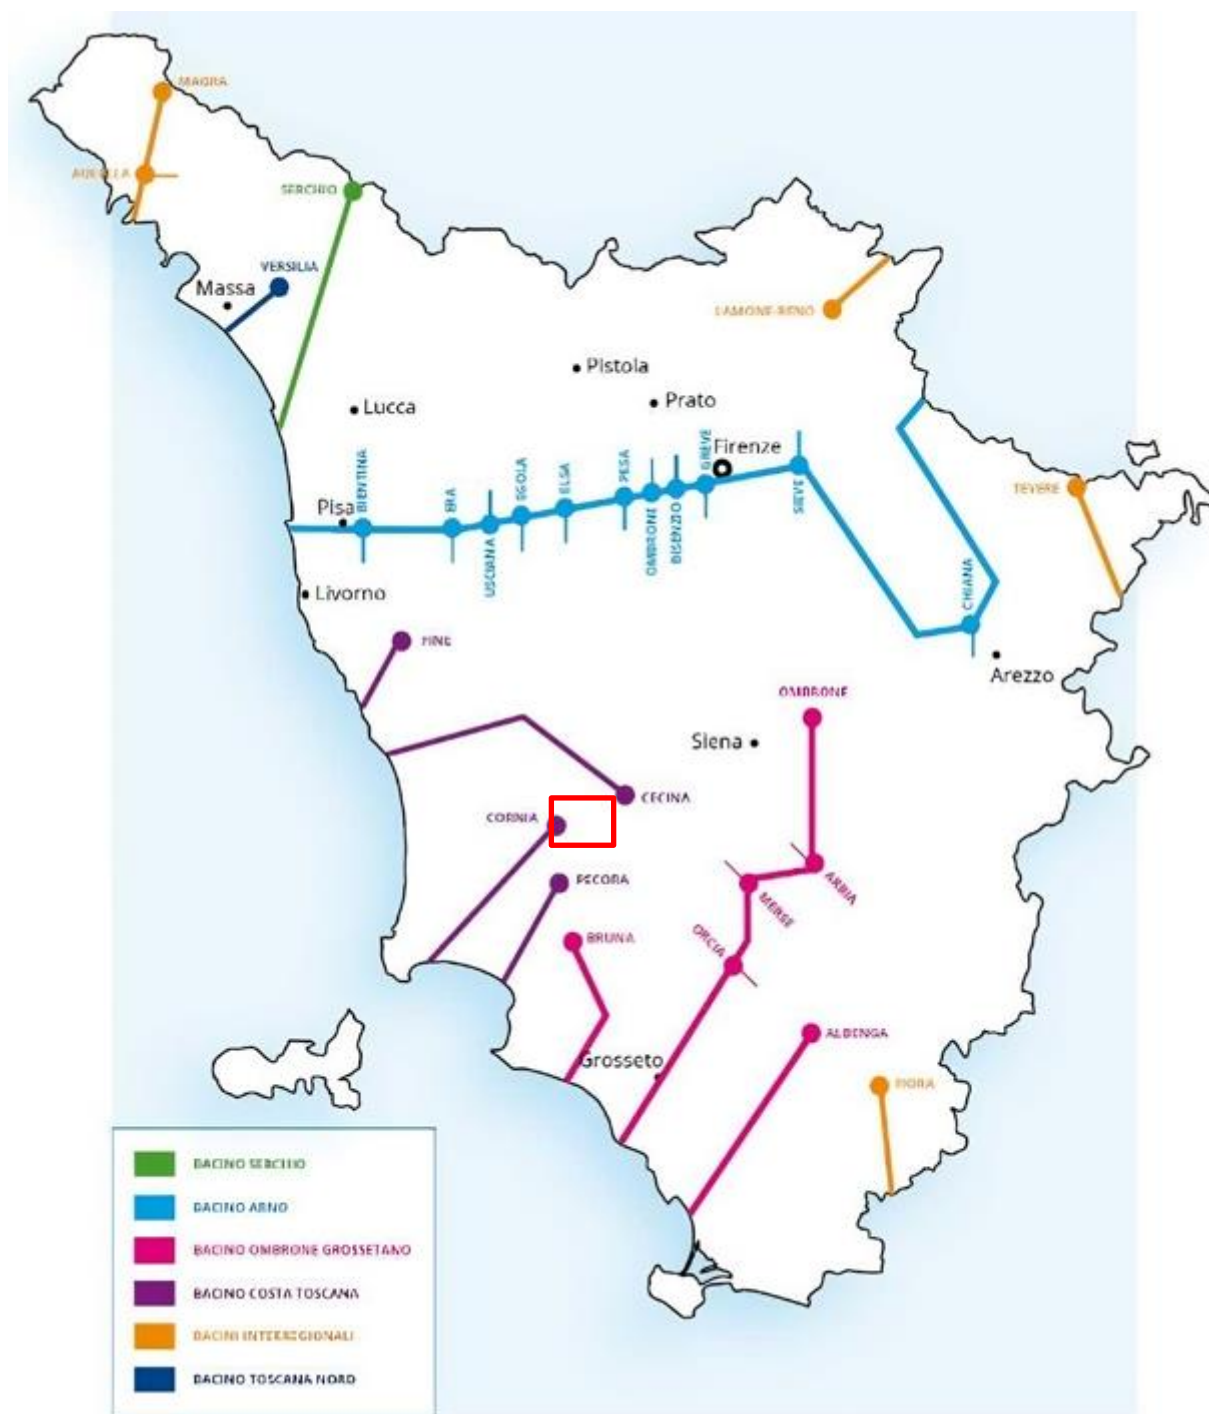 MAGRA
AULELLA
SERCHIO
VERSILIA
Massa
LAMONE-RENO
Pistoia
Lucca
Prato
Firenze
BIENTINA
ERA
USCIANA
EGOLA
ELSA
PESA
OMBRONE
BISENZIO
GREVE
SIEVE
TEVERE
Pisa
CHIANA
Livorno
FINE
Arezzo
OMBRONE
Siena
CECINA
CORNIA
PECORA
ARBIA
MERSE
ORCIA
BRUNA
ALBENGA
Grosseto
FIORA
BACINO SERCHIO
BACINO ARNO
BACINO OMBRONE GROSSETANO
BACINO COSTA TOSCANA
BACINI INTERREGIONALI
BACINO TOSCANA NORD